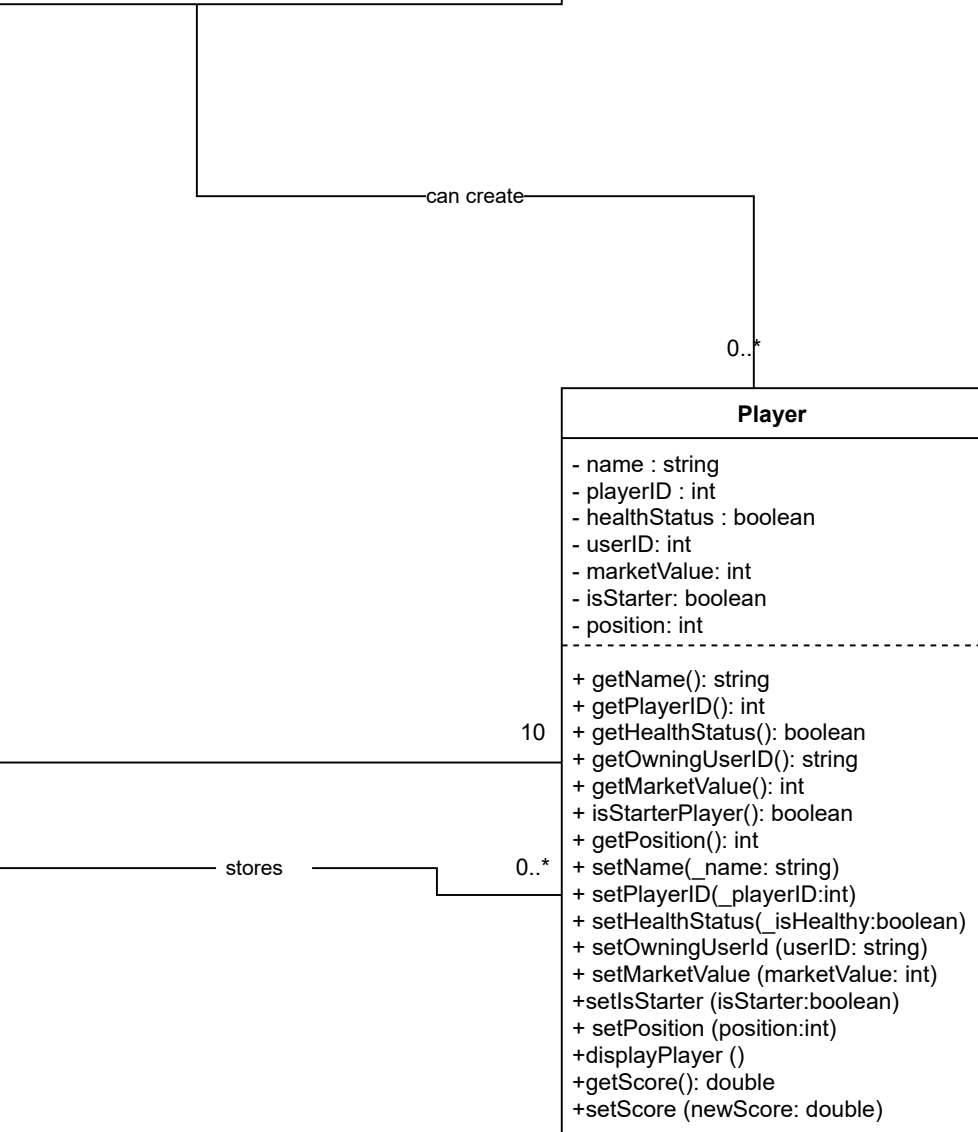 can create
0..*
Player
- name : string
- playerID : int
- healthStatus : boolean
- userID: int
- marketValue: int
- isStarter: boolean
- position: int
+ getName(): string
+ getPlayerID(): int
10
+ getHealthStatus(): boolean
+ getOwningUserID(): string
+ getMarketValue(): int
+ isStarterPlayer(): boolean
+ getPosition(): int
stores
0..*
+ setName(_name: string)
+ setPlayerID(_playerID:int)
+ setHealthStatus(_isHealthy:boolean)
+ setOwningUserId (userID: string)
+ setMarketValue (marketValue: int)
+setIsStarter (isStarter:boolean)
+ setPosition (position:int)
+displayPlayer ()
+getScore(): double
+setScore (newScore: double)